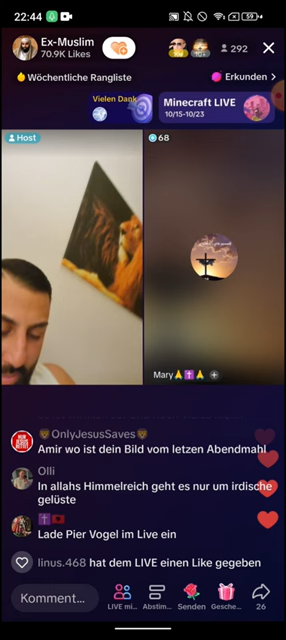 22:44
59
Ex-Muslim
70.9K Likes
292
Wöchentliche Rangliste
Erkunden >
Vielen Dank
Minecraft LIVE
10/15-10/23
Host
68
Mary🙏✝️🙏
🦁OnlyJesusSaves🦁
Amir wo ist dein Bild vom letzen Abendmahl
Olli
In allahs Himmelreich geht es nur um irdische
gelüste
✝️🇦🇱
Lade Pier Vogel im Live ein
linus.468 hat dem LIVE einen Like gegeben
Komment...
LIVE mi...
Abstim...
Senden
Gesche...
26